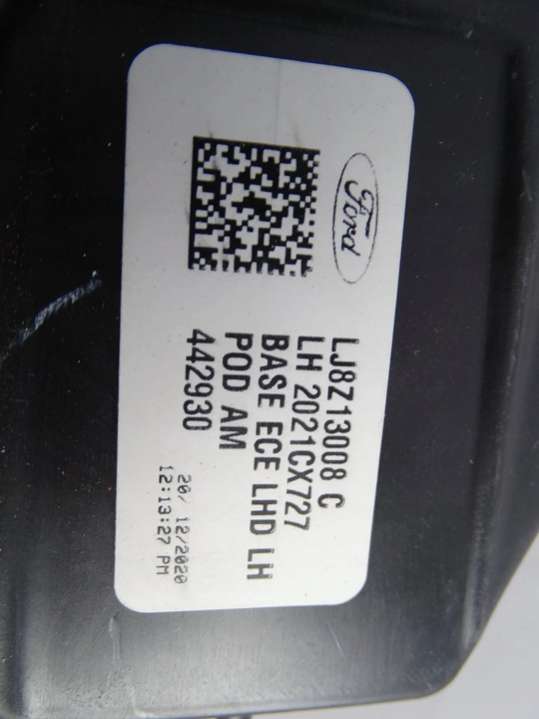 Ford
LJ8Z13008 C
LH 2021CX727
BASE ECE LHD LH
POD AM
442930
20/ 12/2020
12:13:27 PM